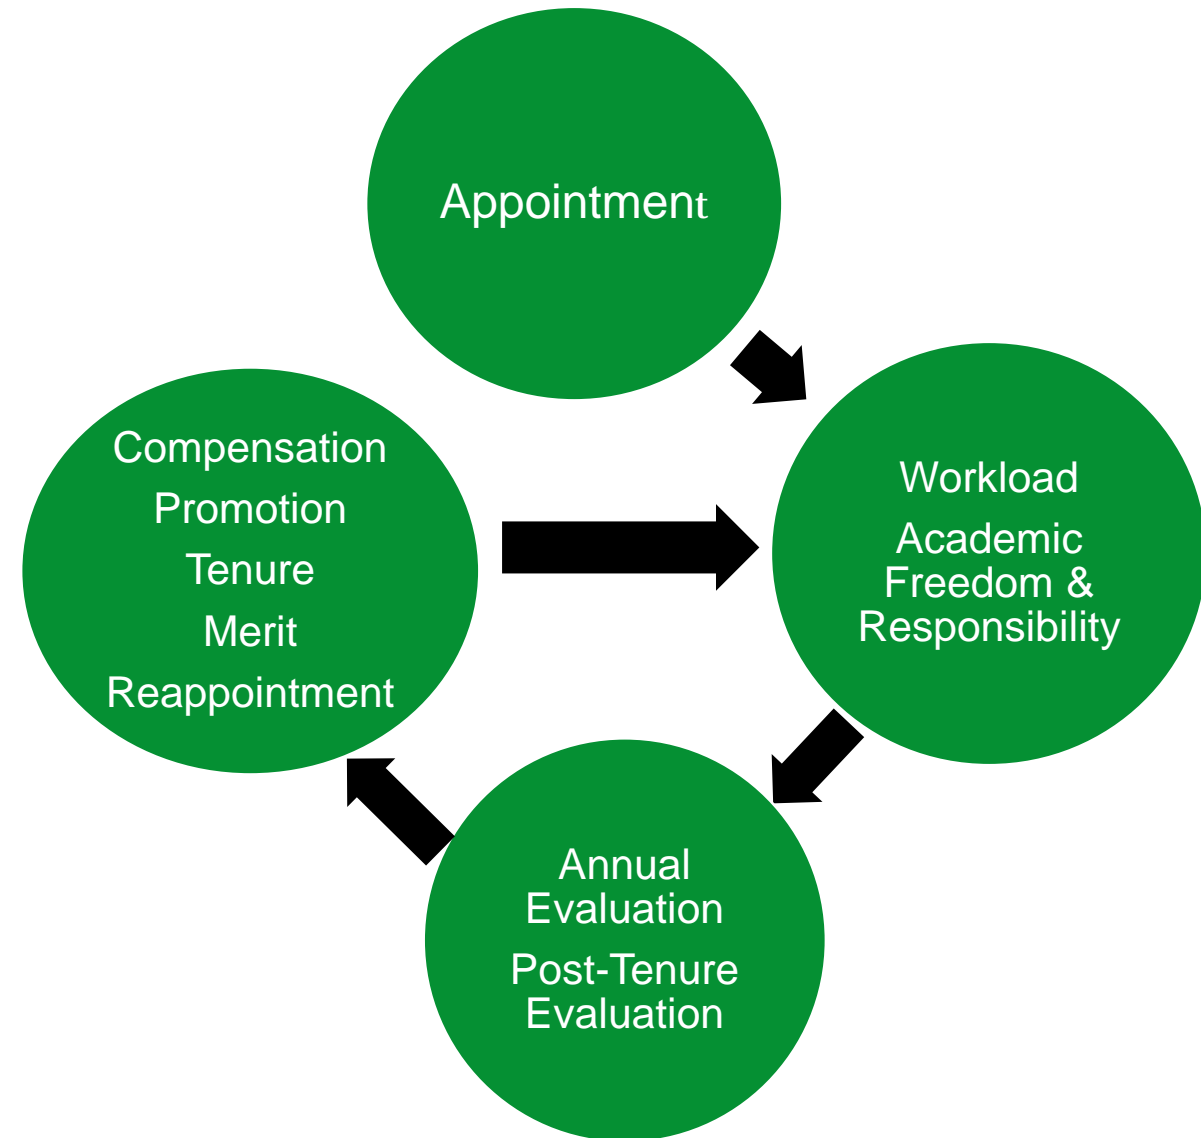 Appointment
Compensation
Promotion
Tenure
Merit
Reappointment
Workload
Academic
Freedom &
Responsibility
Annual
Evaluation
Post-Tenure
Evaluation